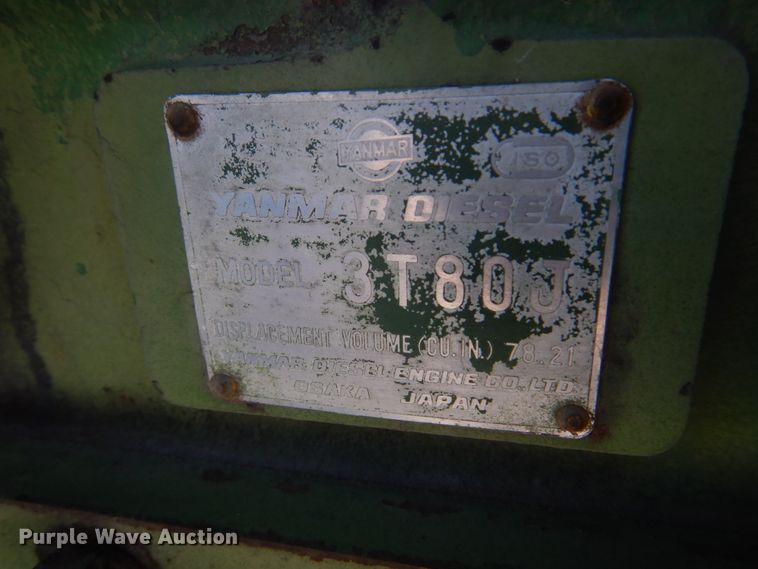 YANMAR ISO
YANMAR DIESEL
MODEL 3T80J
DISPLACEMENT VOLUME (CU.IN.) 78.21
YANMAR DIESEL ENGINE CO.,LTD.
OSAKA JAPAN
Purple Wave Auction